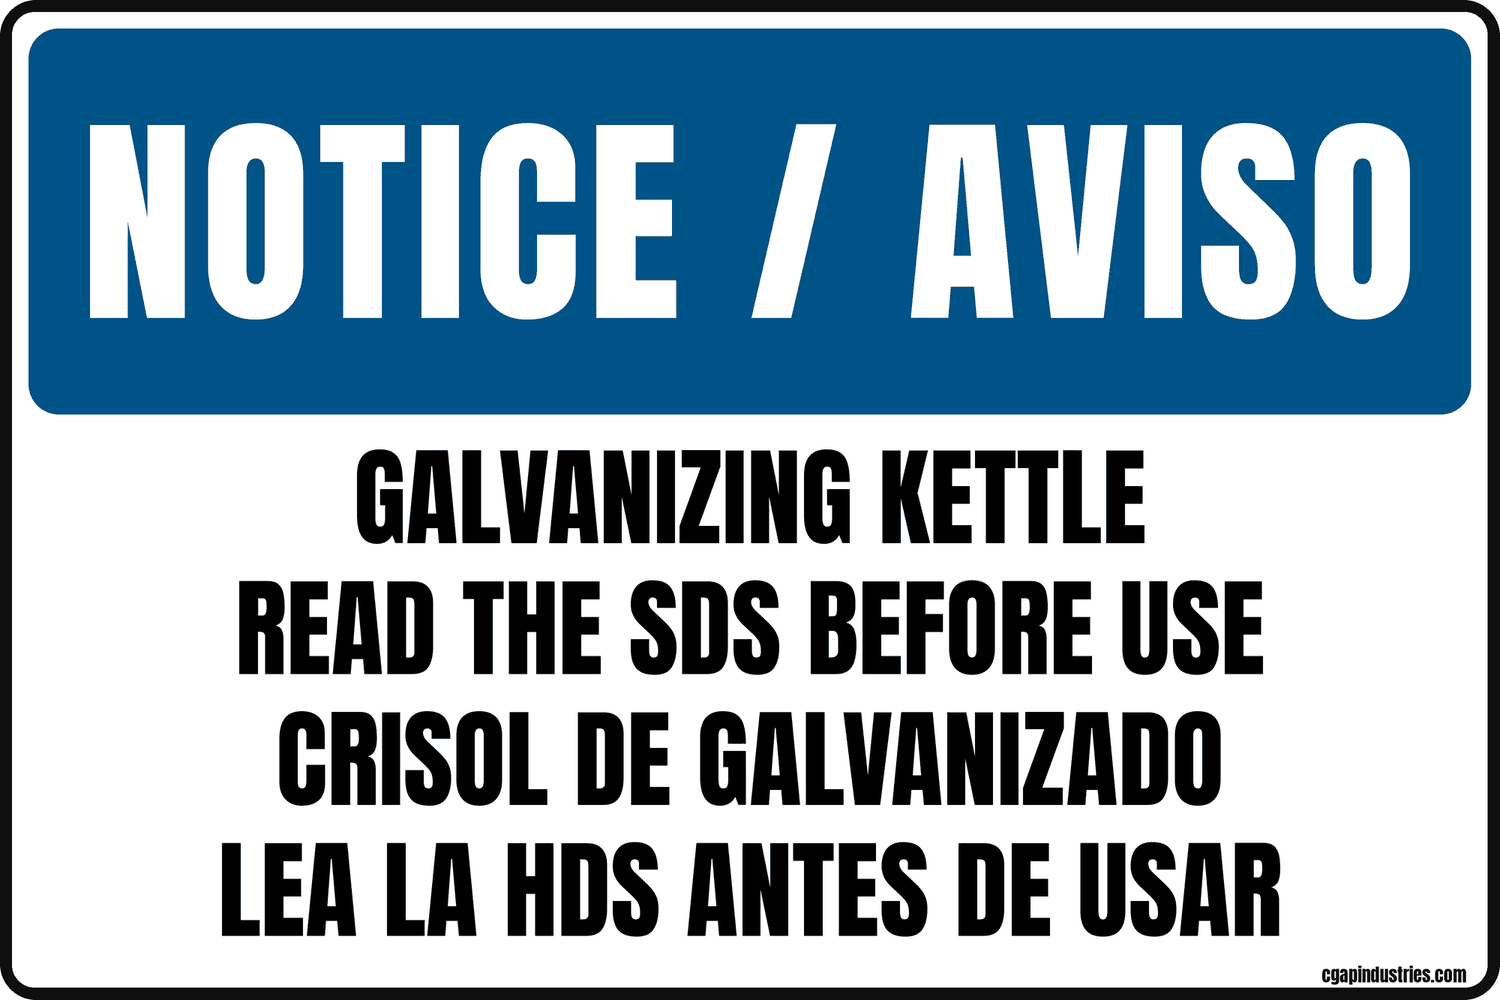 NOTICE / AVISO
GALVANIZING KETTLE
READ THE SDS BEFORE USE
CRISOL DE GALVANIZADO
LEA LA HDS ANTES DE USAR
cgapindustries.com